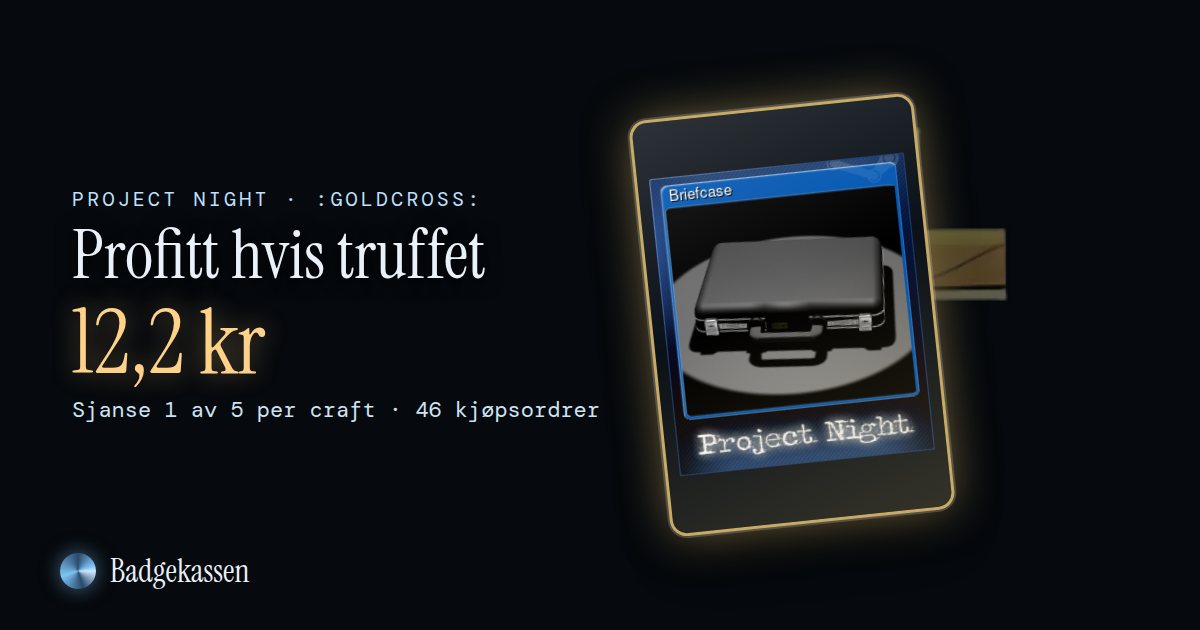 PROJECT NIGHT · :GOLDCROSS:
Profitt hvis truffet
12,2 kr
Sjanse 1 av 5 per craft · 46 kjøpsordrer
Briefcase
Project Night
Badgekassen